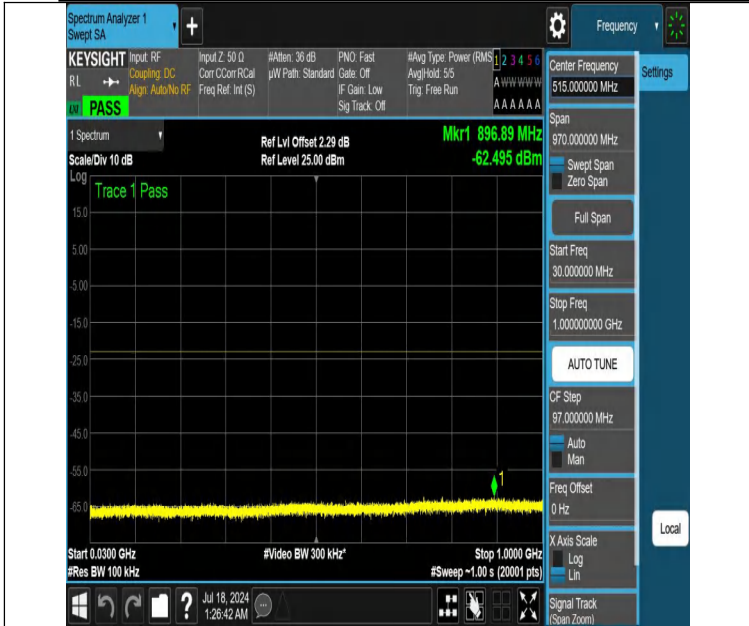 Spectrum Analyzer 1
Swept SA
+
Frequency
KEYSIGHT
RL
PASS
Input: RF
Coupling: DC
Align: Auto/No RF
Input Z: 50 Ω
Corr CCorr RCal
Freq Ref: Int (S)
#Atten: 36 dB
µW Path: Standard
PNO: Fast
Gate: Off
IF Gain: Low
Sig Track: Off
#Avg Type: Power (RMS
Avg|Hold: 5/5
Trig: Free Run
1 2 3 4 5 6
A W W W W W
A A A A A A
1 Spectrum
Scale/Div 10 dB
Ref Lvl Offset 2.29 dB
Ref Level 25.00 dBm
Mkr1 896.89 MHz
-62.495 dBm
Log
Trace 1 Pass
15.0
5.00
-5.00
-15.0
-25.0
-35.0
-45.0
-55.0
-65.0
1
Start 0.0300 GHz
#Res BW 100 kHz
#Video BW 300 kHz*
Stop 1.0000 GHz
#Sweep ~1.00 s (20001 pts)
?
Jul 18, 2024
1:26:42 AM
Center Frequency
515.000000 MHz
Span
970.000000 MHz
Swept Span
Zero Span
Full Span
Start Freq
30.000000 MHz
Stop Freq
1.000000000 GHz
AUTO TUNE
CF Step
97.000000 MHz
Auto
Man
Freq Offset
0 Hz
X Axis Scale
Log
Lin
Signal Track
(Span Zoom)
Settings
Local